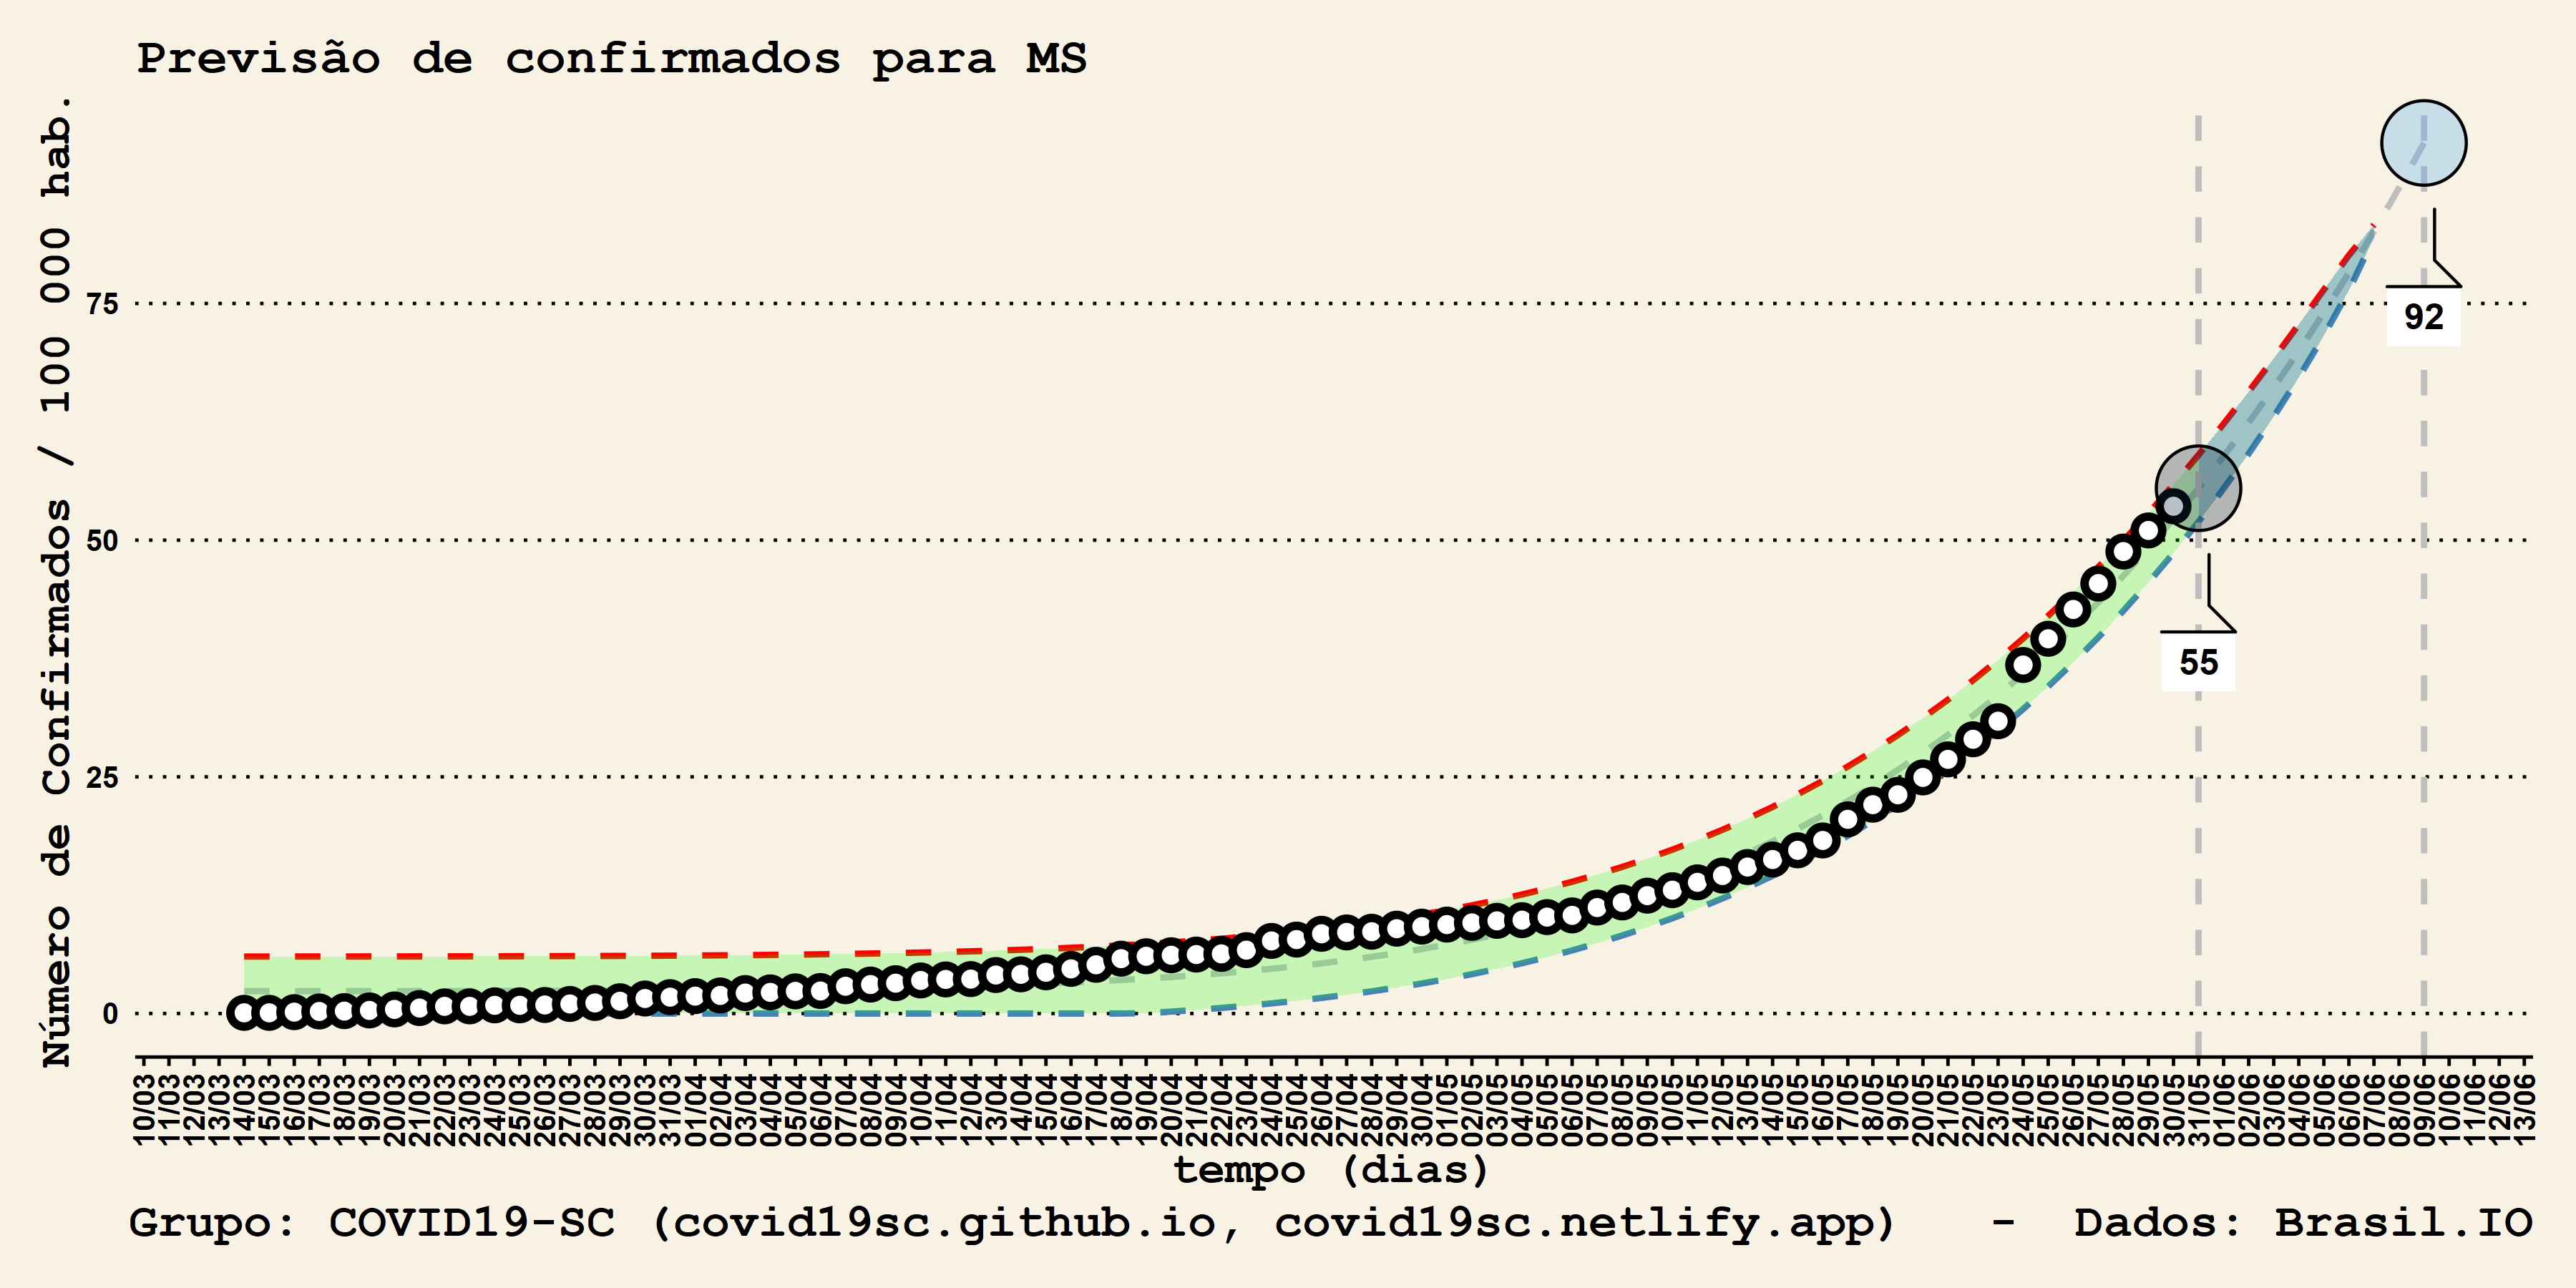 Previsão de confirmados para MS
Número de Confirmados / 100 000 hab.
75
50
25
0
92
55
10/03 11/03 12/03 13/03 14/03 15/03 16/03 17/03 18/03 19/03 20/03 21/03 22/03 23/03 24/03 25/03 26/03 27/03 28/03 29/03 30/03 31/03 01/04 02/04 03/04 04/04 05/04 06/04 07/04 08/04 09/04 10/04 11/04 12/04 13/04 14/04 15/04 16/04 17/04 18/04 19/04 20/04 21/04 22/04 23/04 24/04 25/04 26/04 27/04 28/04 29/04 30/04 01/05 02/05 03/05 04/05 05/05 06/05 07/05 08/05 09/05 10/05 11/05 12/05 13/05 14/05 15/05 16/05 17/05 18/05 19/05 20/05 21/05 22/05 23/05 24/05 25/05 26/05 27/05 28/05 29/05 30/05 31/05 01/06 02/06 03/06 04/06 05/06 06/06 07/06 08/06 09/06 10/06 11/06 12/06 13/06
tempo (dias)
Grupo: COVID19-SC (covid19sc.github.io, covid19sc.netlify.app) - Dados: Brasil.IO